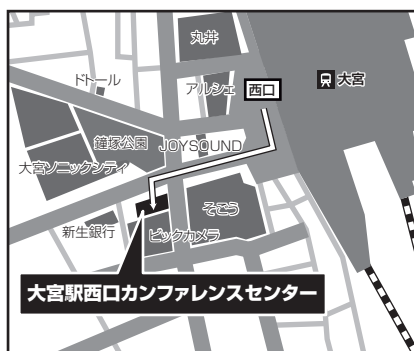 丸井
大宮
ドトール
アルシェ
西口
鐘塚公園
JOYSOUND
大宮ソニックシティ
そごう
新生銀行
ビックカメラ
大宮駅西口カンファレンスセンター